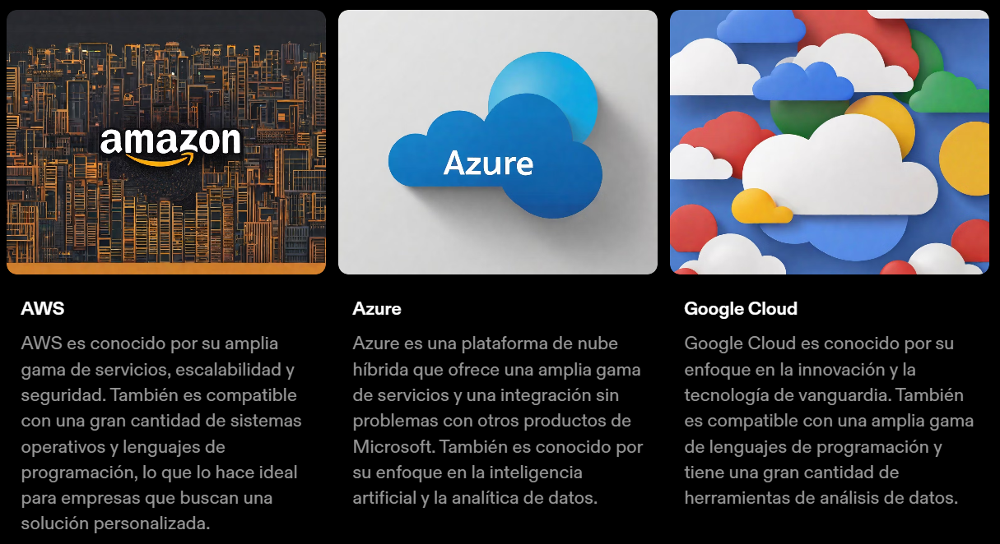 amazon
Azure
AWS
AWS es conocido por su amplia
gama de servicios, escalabilidad y
seguridad. También es compatible
con una gran cantidad de sistemas
operativos y lenguajes de
programación, lo que lo hace ideal
para empresas que buscan una
solución personalizada.
Azure
Azure es una plataforma de nube
híbrida que ofrece una amplia gama
de servicios y una integración sin
problemas con otros productos de
Microsoft. También es conocido por
su enfoque en la inteligencia
artificial y la analítica de datos.
Google Cloud
Google Cloud es conocido por su
enfoque en la innovación y la
tecnología de vanguardia. También
es compatible con una amplia gama
de lenguajes de programación y
tiene una gran cantidad de
herramientas de análisis de datos.